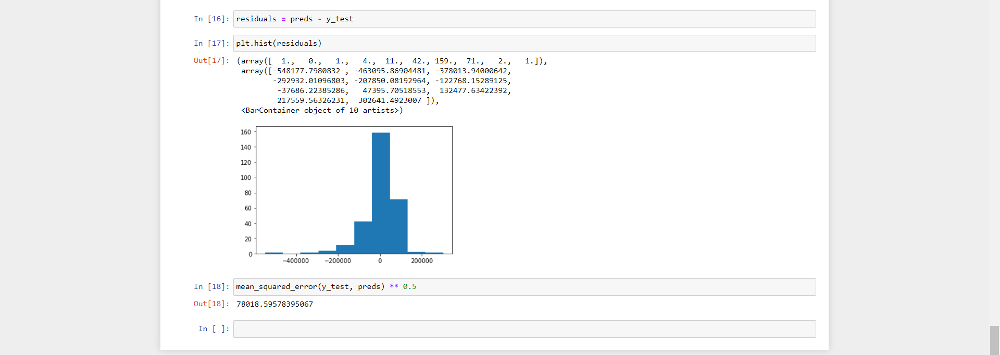 In [16]: residuals = preds - y_test
In [17]: plt.hist(residuals)
Out[17]: (array([  1.,   0.,   1.,   4.,  11.,  42., 159.,  71.,   2.,   1.]),
 array([-548177.7980832 , -463095.86904481, -378013.94000642,
        -292932.01096803, -207850.08192964, -122768.15289125,
         -37686.22385286,   47395.70518553,  132477.63422392,
         217559.56326231,  302641.4923007 ]),
 <BarContainer object of 10 artists>)
160
140
120
100
80
60
40
20
0
−400000 −200000 0 200000
In [18]: mean_squared_error(y_test, preds) ** 0.5
Out[18]: 78018.59578395067
In [ ]: